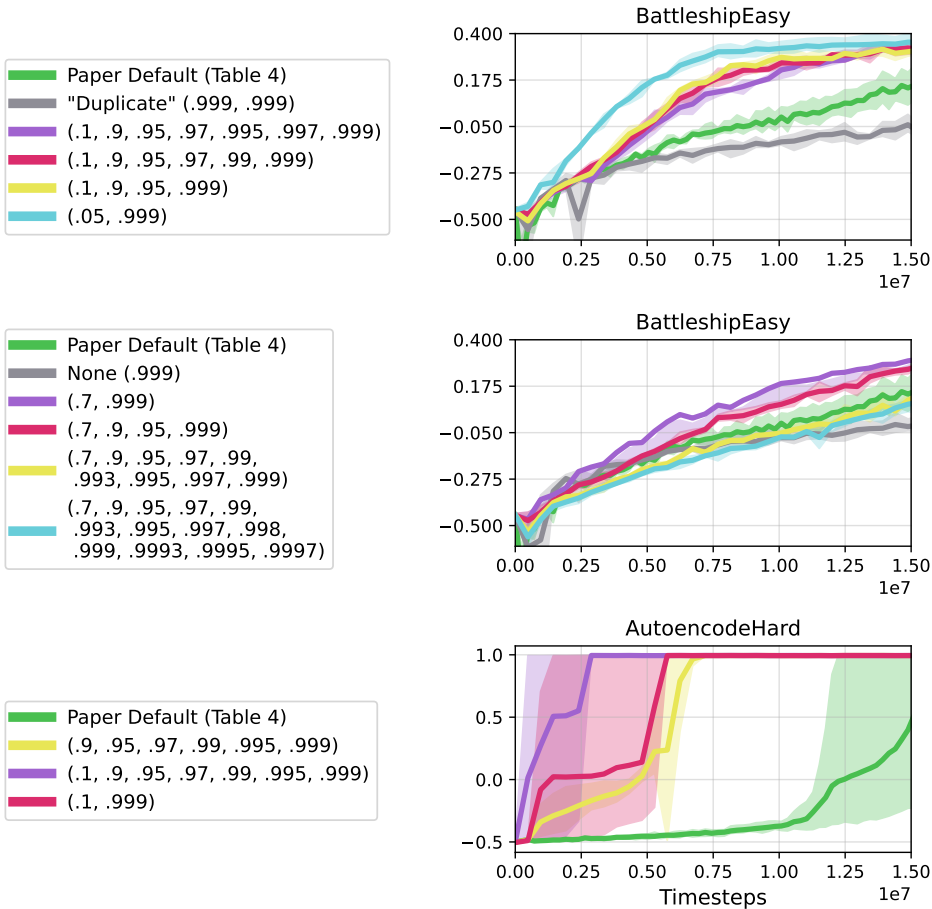 BattleshipEasy
Paper Default (Table 4)
"Duplicate" (.999, .999)
(.1, .9, .95, .97, .995, .997, .999)
(.1, .9, .95, .97, .99, .999)
(.1, .9, .95, .999)
(.05, .999)
0.400
0.175
−0.050
−0.275
−0.500
0.00 0.25 0.50 0.75 1.00 1.25 1.50
1e7
BattleshipEasy
Paper Default (Table 4)
None (.999)
(.7, .999)
(.7, .9, .95, .999)
(.7, .9, .95, .97, .99,
.993, .995, .997, .999)
(.7, .9, .95, .97, .99,
.993, .995, .997, .998,
.999, .9993, .9995, .9997)
0.400
0.175
−0.050
−0.275
−0.500
0.00 0.25 0.50 0.75 1.00 1.25 1.50
1e7
AutoencodeHard
Paper Default (Table 4)
(.9, .95, .97, .99, .995, .999)
(.1, .9, .95, .97, .99, .995, .999)
(.1, .999)
1.0
0.5
0.0
−0.5
0.00 0.25 0.50 0.75 1.00 1.25 1.50
Timesteps
1e7